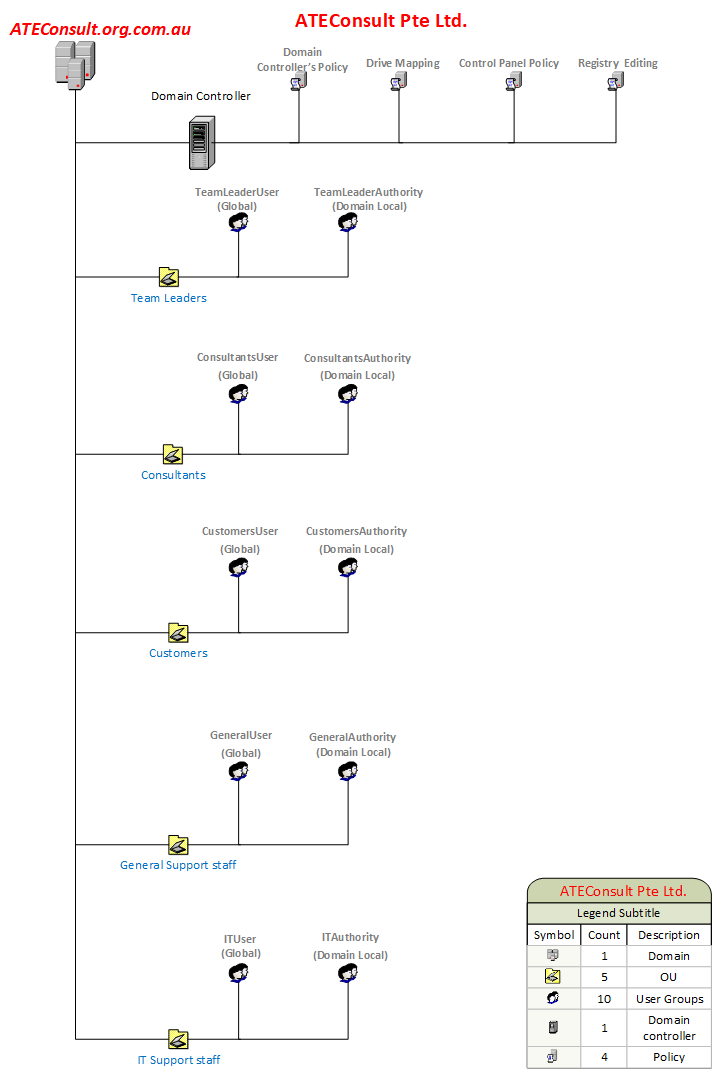 ATEConsult.org.com.au
ATEConsult Pte Ltd.
Domain
Controller's Policy
Drive Mapping
Control Panel Policy
Registry Editing
Domain Controller
TeamLeaderUser
(Global)
TeamLeaderAuthority
(Domain Local)
Team Leaders
ConsultantsUser
(Global)
ConsultantsAuthority
(Domain Local)
Consultants
CustomersUser
(Global)
CustomersAuthority
(Domain Local)
Customers
GeneralUser
(Global)
GeneralAuthority
(Domain Local)
General Support staff
ITUser
(Global)
ITAuthority
(Domain Local)
IT Support staff
ATEConsult Pte Ltd.
Legend Subtitle
Symbol Count Description
1 Domain
5 OU
10 User Groups
1 Domain
controller
4 Policy